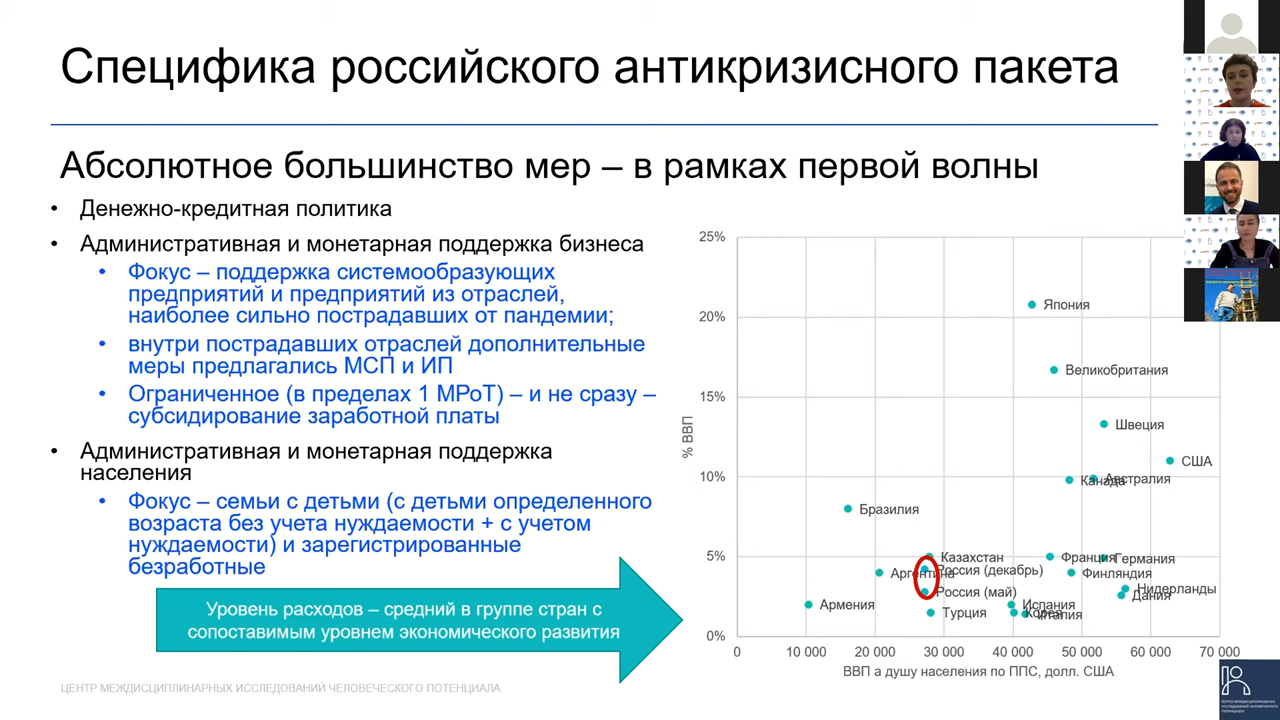 Специфика российского антикризисного пакета
Абсолютное большинство мер – в рамках первой волны
• Денежно-кредитная политика
• Административная и монетарная поддержка бизнеса
• Фокус – поддержка системообразующих
предприятий и предприятий из отраслей,
наиболее сильно пострадавших от пандемии;
• внутри пострадавших отраслей дополнительные
меры предлагались МСП и ИП
• Ограниченное (в пределах 1 МРоТ) – и не сразу –
субсидирование заработной платы
• Административная и монетарная поддержка
населения
• Фокус – семьи с детьми (с детьми определенного
возраста без учета нуждаемости + с учетом
нуждаемости) и зарегистрированные
безработные
Уровень расходов – средний в группе стран с
сопоставимым уровнем экономического развития
25%
20%
15%
10%
5%
0%
% ВВП
Япония
Великобритания
Швеция
США
Канада
Австралия
Бразилия
Казахстан
Франция
Германия
Аргентина
Россия (декабрь)
Финляндия
Россия (май)
Нидерланды
Дания
Армения
Турция
Испания
Корея
Италия
0
10 000
20 000
30 000
40 000
50 000
60 000
70 000
ВВП а душу населения по ППС, долл. США
ЦЕНТР МЕЖДИСЦИПЛИНАРНЫХ ИССЛЕДОВАНИЙ ЧЕЛОВЕЧЕСКОГО ПОТЕНЦИАЛА